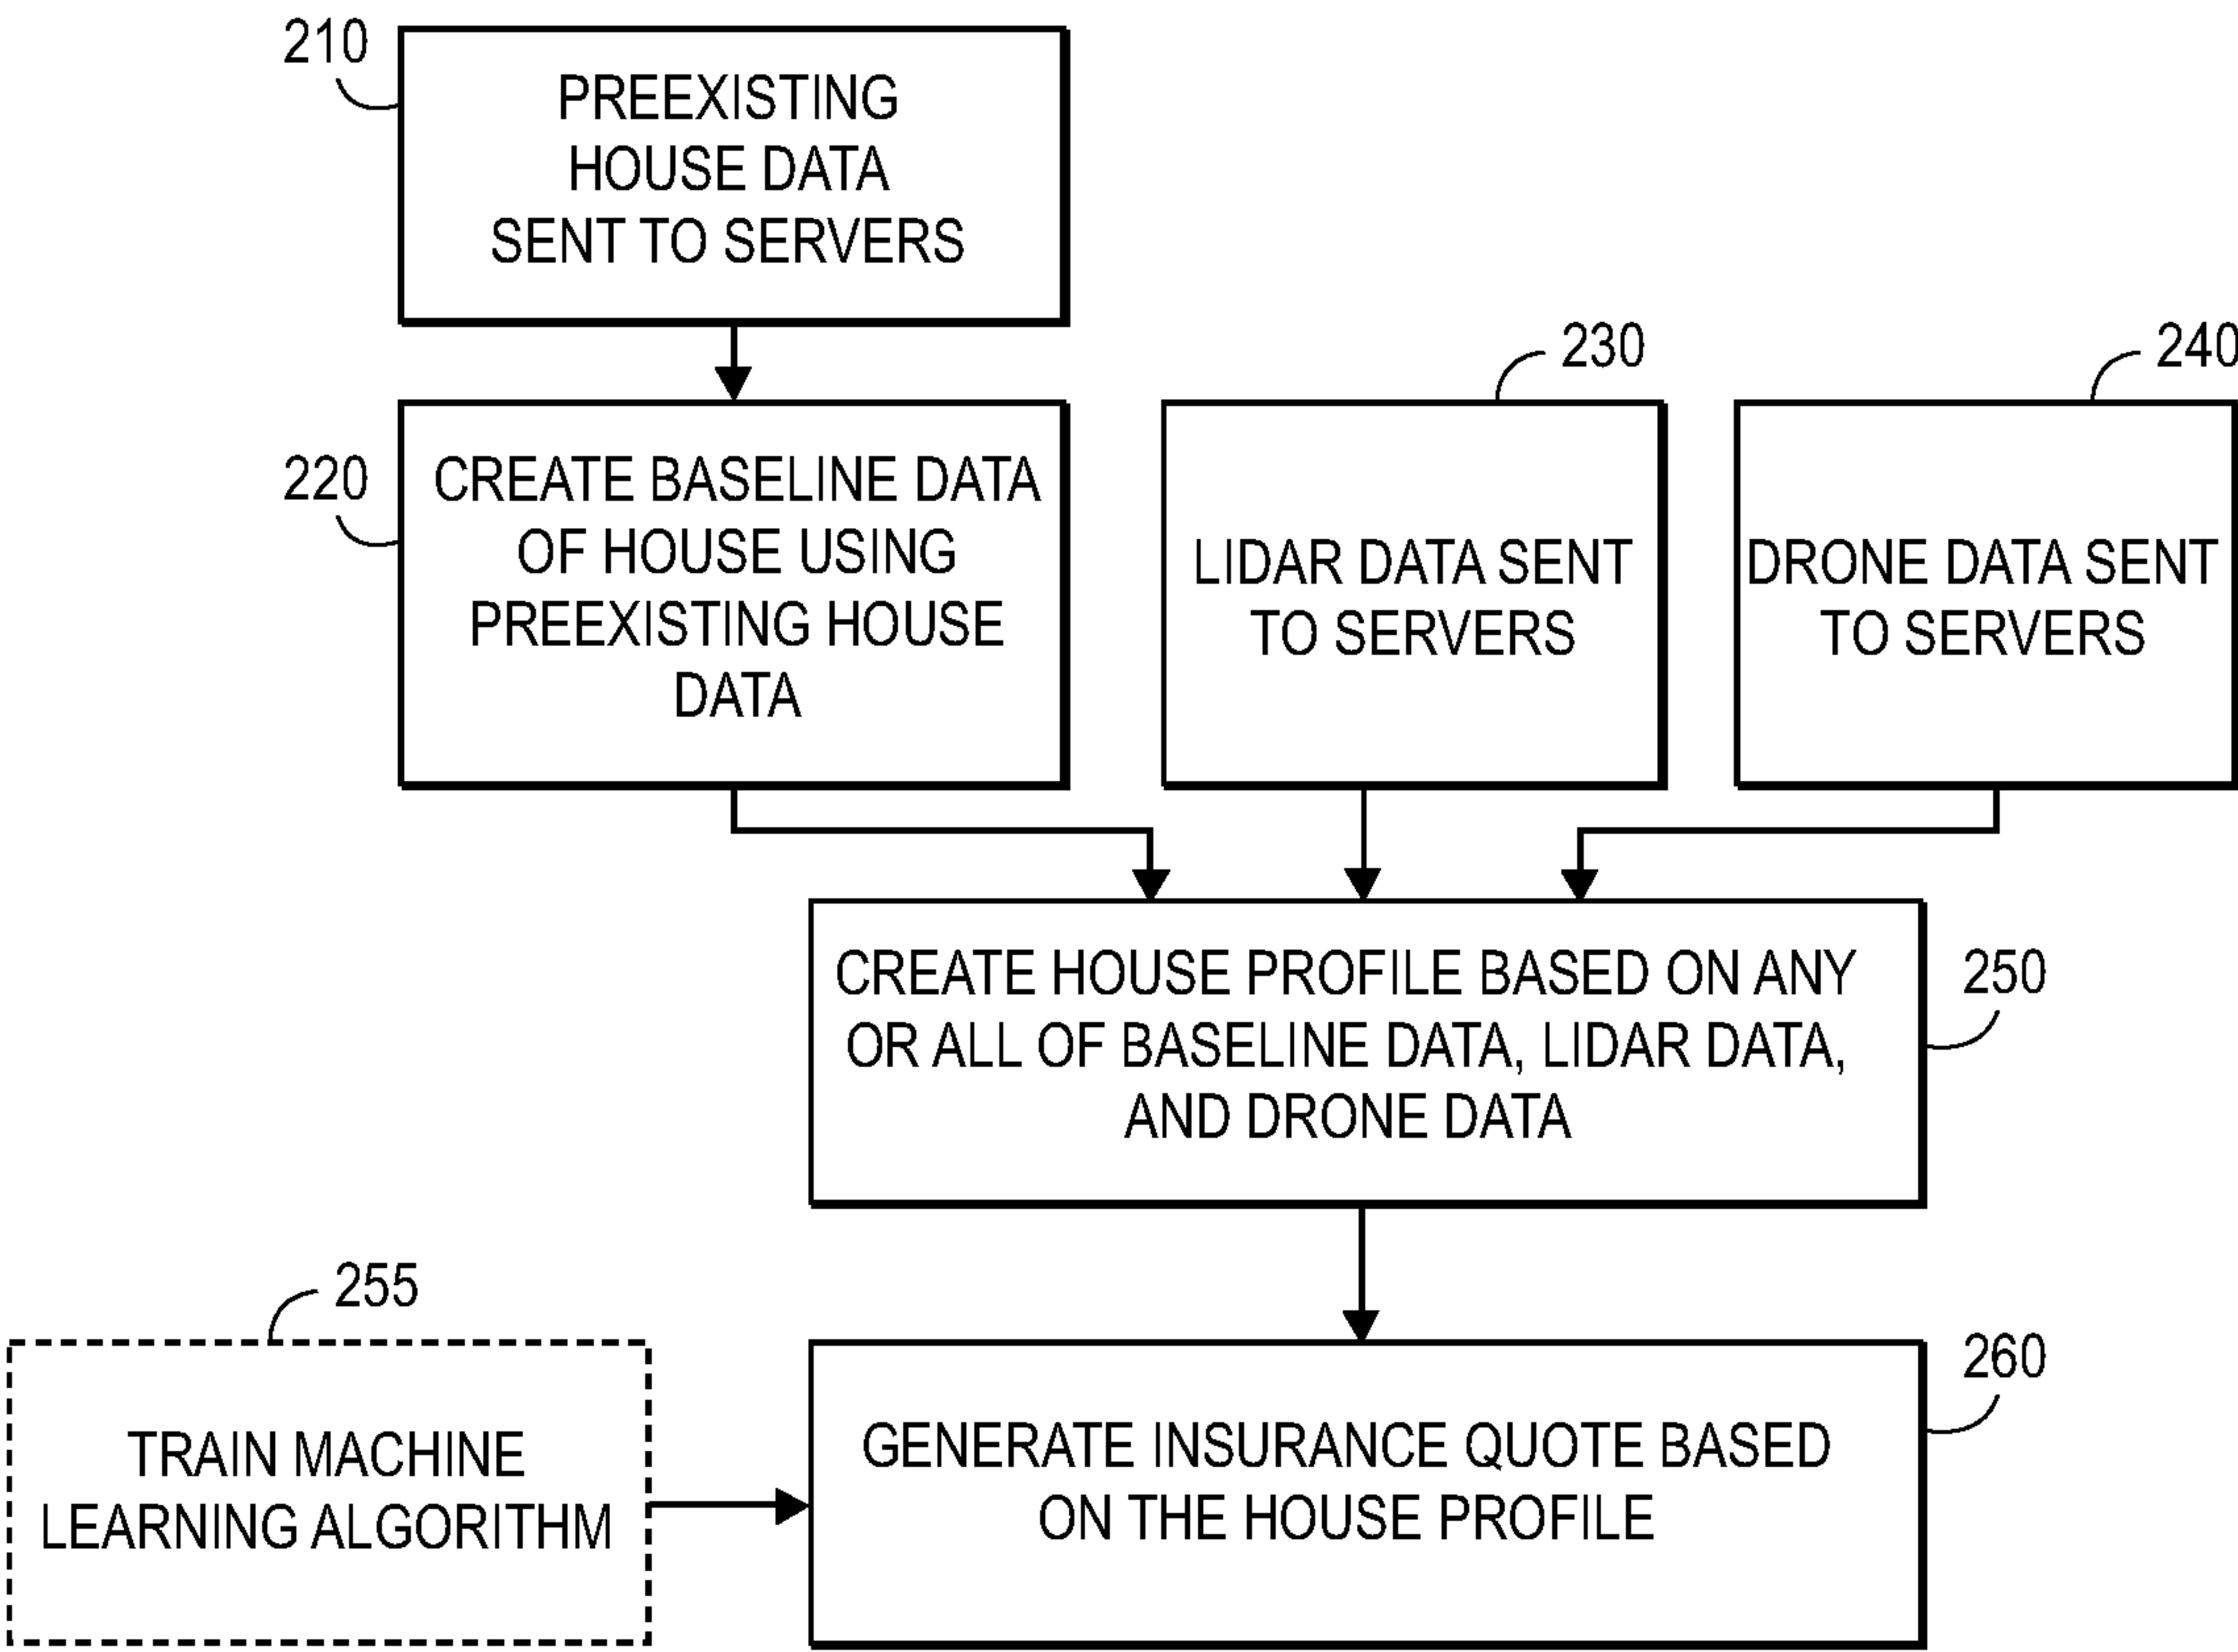 210
PREEXISTING
HOUSE DATA
SENT TO SERVERS
220
CREATE BASELINE DATA
OF HOUSE USING
PREEXISTING HOUSE
DATA
230
LIDAR DATA SENT
TO SERVERS
240
DRONE DATA SENT
TO SERVERS
250
CREATE HOUSE PROFILE BASED ON ANY
OR ALL OF BASELINE DATA, LIDAR DATA,
AND DRONE DATA
255
TRAIN MACHINE
LEARNING ALGORITHM
260
GENERATE INSURANCE QUOTE BASED
ON THE HOUSE PROFILE